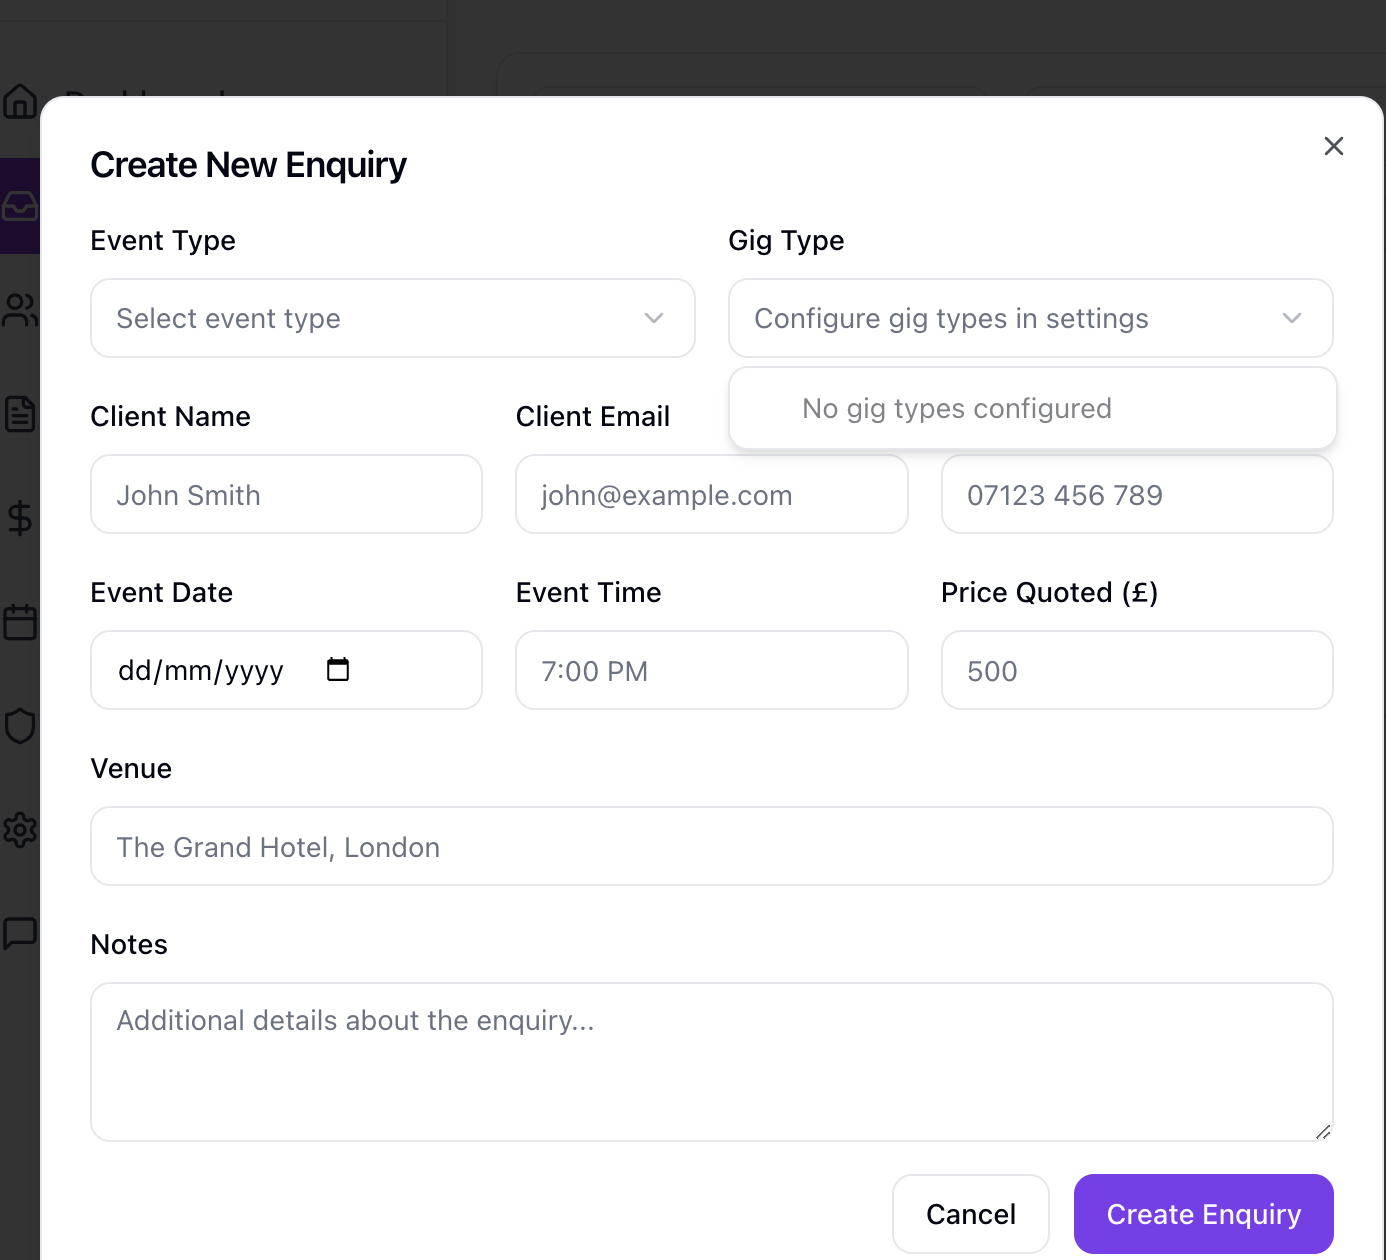 Create New Enquiry
Event Type
Gig Type
Select event type
Configure gig types in settings
No gig types configured
Client Name
Client Email
John Smith
john@example.com
07123 456 789
Event Date
Event Time
Price Quoted (£)
dd/mm/yyyy
7:00 PM
500
Venue
The Grand Hotel, London
Notes
Additional details about the enquiry...
Cancel
Create Enquiry